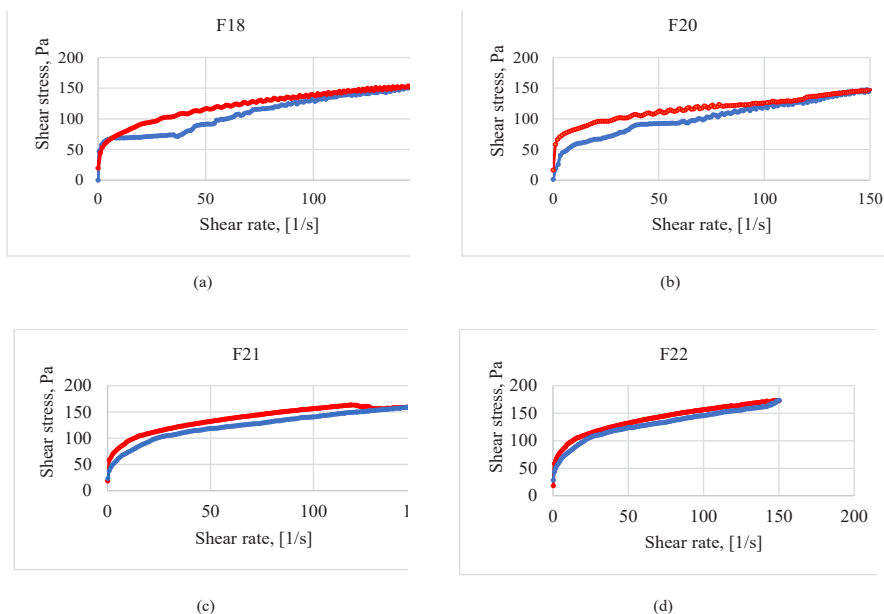 F18
Shear stress, Pa
200
150
100
50
0
0 50 100
Shear rate, [1/s]
(a)
F20
Shear stress, Pa
200
150
100
50
0
0 50 100 150
Shear rate, [1/s]
(b)
F21
Shear stress, Pa
200
150
100
50
0
0 50 100 1
Shear rate, [1/s]
(c)
F22
Shear stress, Pa
200
150
100
50
0
0 50 100 150 200
Shear rate, [1/s]
(d)